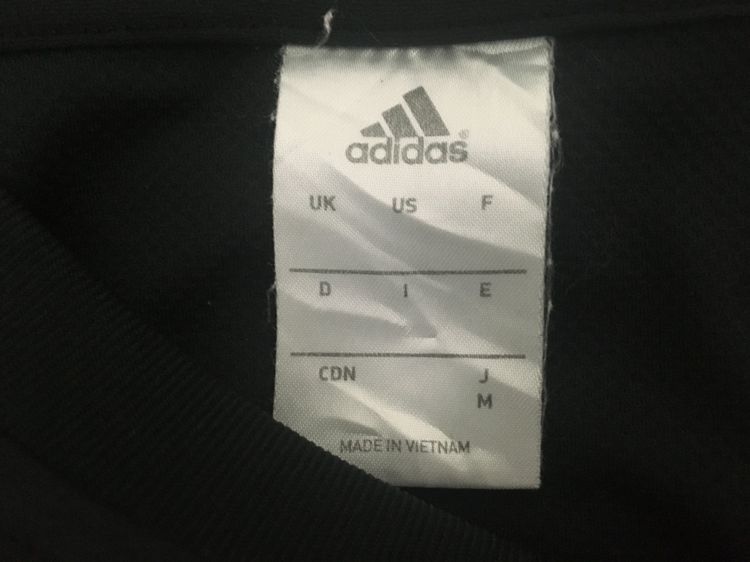 adidas®
UK US F
D I E
CDN J
M
MADE IN VIETNAM